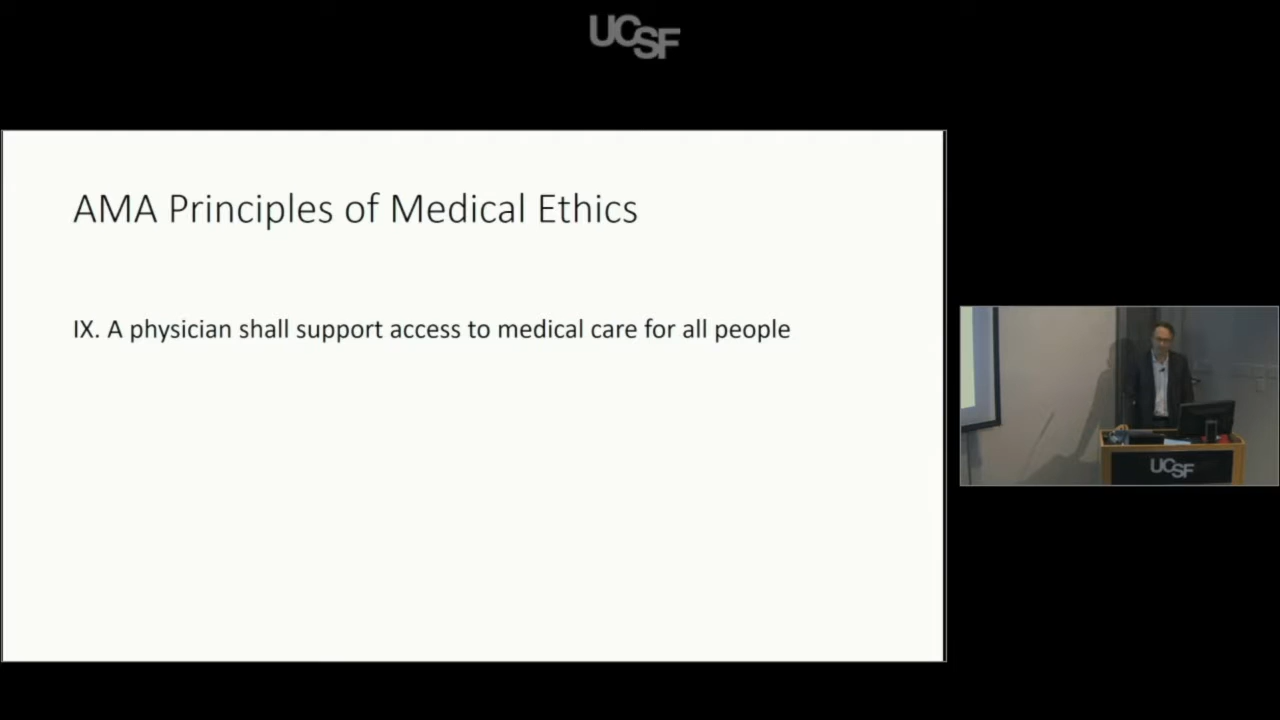 UCSF
AMA Principles of Medical Ethics
IX. A physician shall support access to medical care for all people
UCSF